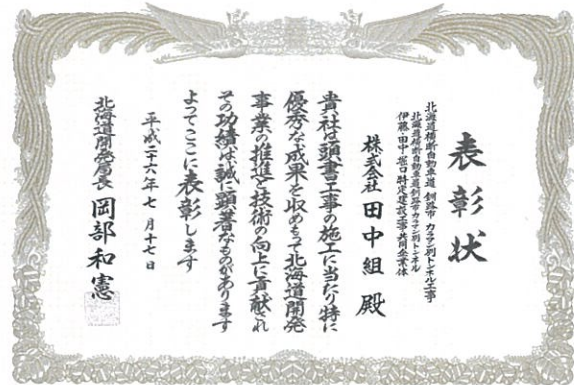 表彰状
北海道横断自動車道 釧路市 カラマン別トンネル工事
北海道横断自動車道釧路市カラマン別トンネル
伊藤・田中・堀口特定建設工事共同企業体
株式会社 田中組 殿
貴社は頭書工事の施工に当たり特に
優秀な成果を収めもって北海道開発
事業の推進と技術の向上に貢献され
その功績は誠に顕著なものがあります
よってここに表彰します
平成二十六年七月十七日
北海道開発局長 岡部和憲